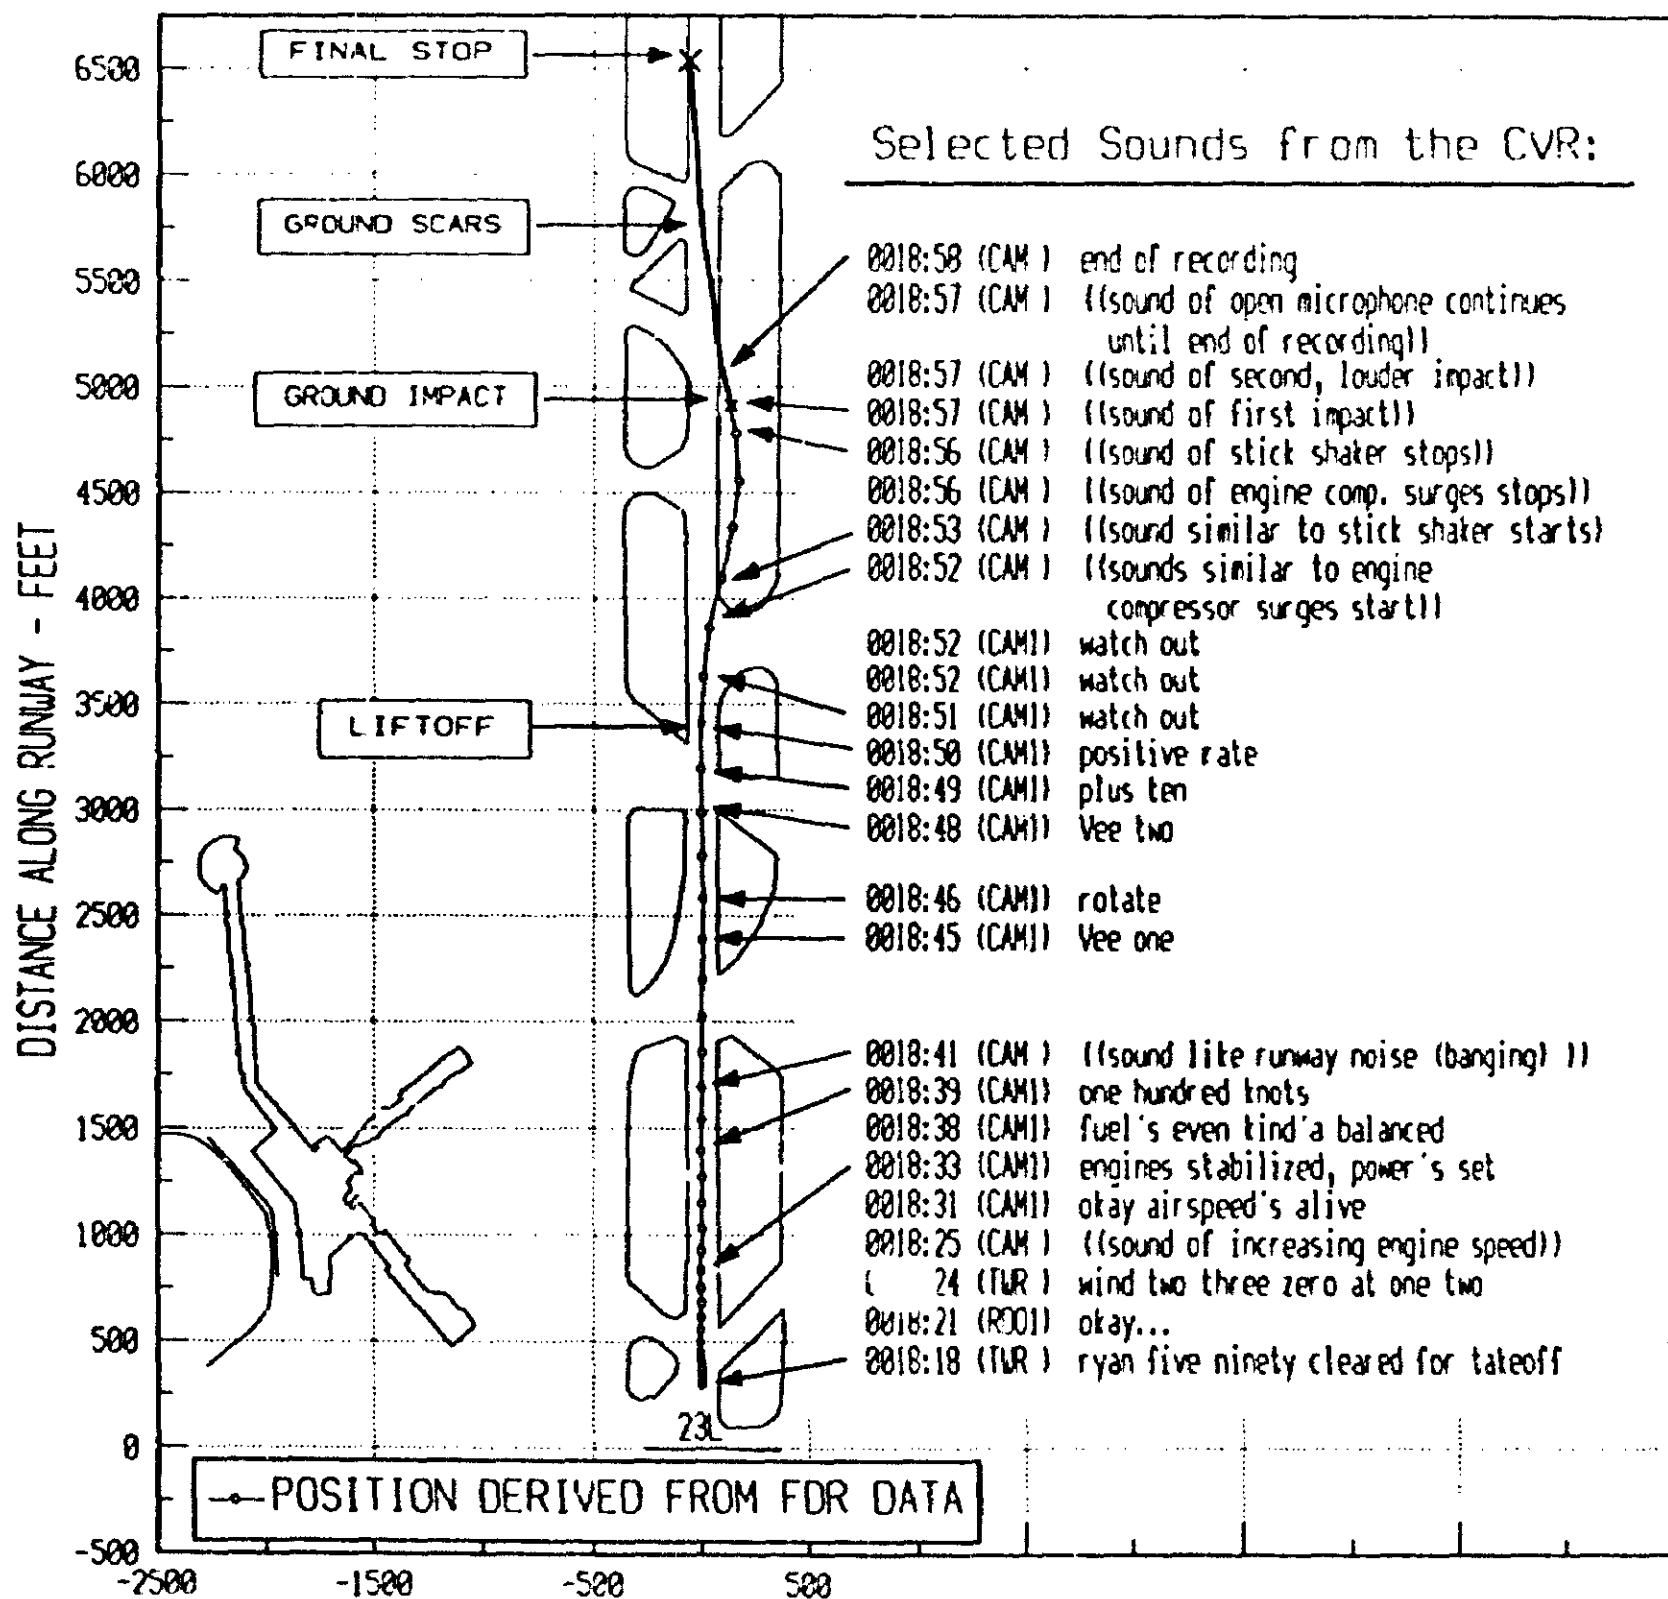 FINAL STOP
6500
Selected Sounds from the CVR:
6000
GROUND SCARS
0018:58 (CAM ) end of recording
5500
0018:57 (CAM ) ((sound of open microphone continues
until end of recording))
0018:57 (CAM ) ((sound of second, louder impact))
5000
GROUND IMPACT
0018:57 (CAM ) ((sound of first impact))
0018:56 (CAM ) ((sound of stick shaker stops))
4500
0018:56 (CAM ) ((sound of engine comp. surges stops))
0018:53 (CAM ) ((sound similar to stick shaker starts)
0018:52 (CAM ) ((sounds similar to engine
compressor surges start))
4000
0018:52 (CAM1) watch out
0018:52 (CAM1) watch out
3500
0018:51 (CAM1) watch out
LIFTOFF
0018:50 (CAM1) positive rate
0018:49 (CAM1) plus ten
3000
0018:48 (CAM1) Vee two
0018:46 (CAM1) rotate
2500
0018:45 (CAM1) Vee one
2000
0018:41 (CAM ) ((sound like runway noise (banging) ))
0018:39 (CAM1) one hundred knots
1500
0018:38 (CAM1) fuel's even kind'a balanced
0018:33 (CAM1) engines stabilized, power's set
0018:31 (CAM1) okay airspeed's alive
1000
0018:25 (CAM ) ((sound of increasing engine speed))
24 (TWR ) wind two three zero at one two
0018:21 (RDO1) okay...
500
0018:18 (TWR ) ryan five ninety cleared for takeoff
23L
0
POSITION DERIVED FROM FDR DATA
-500
-2500 -1500 -500 500
DISTANCE ALONG RUNWAY - FEET